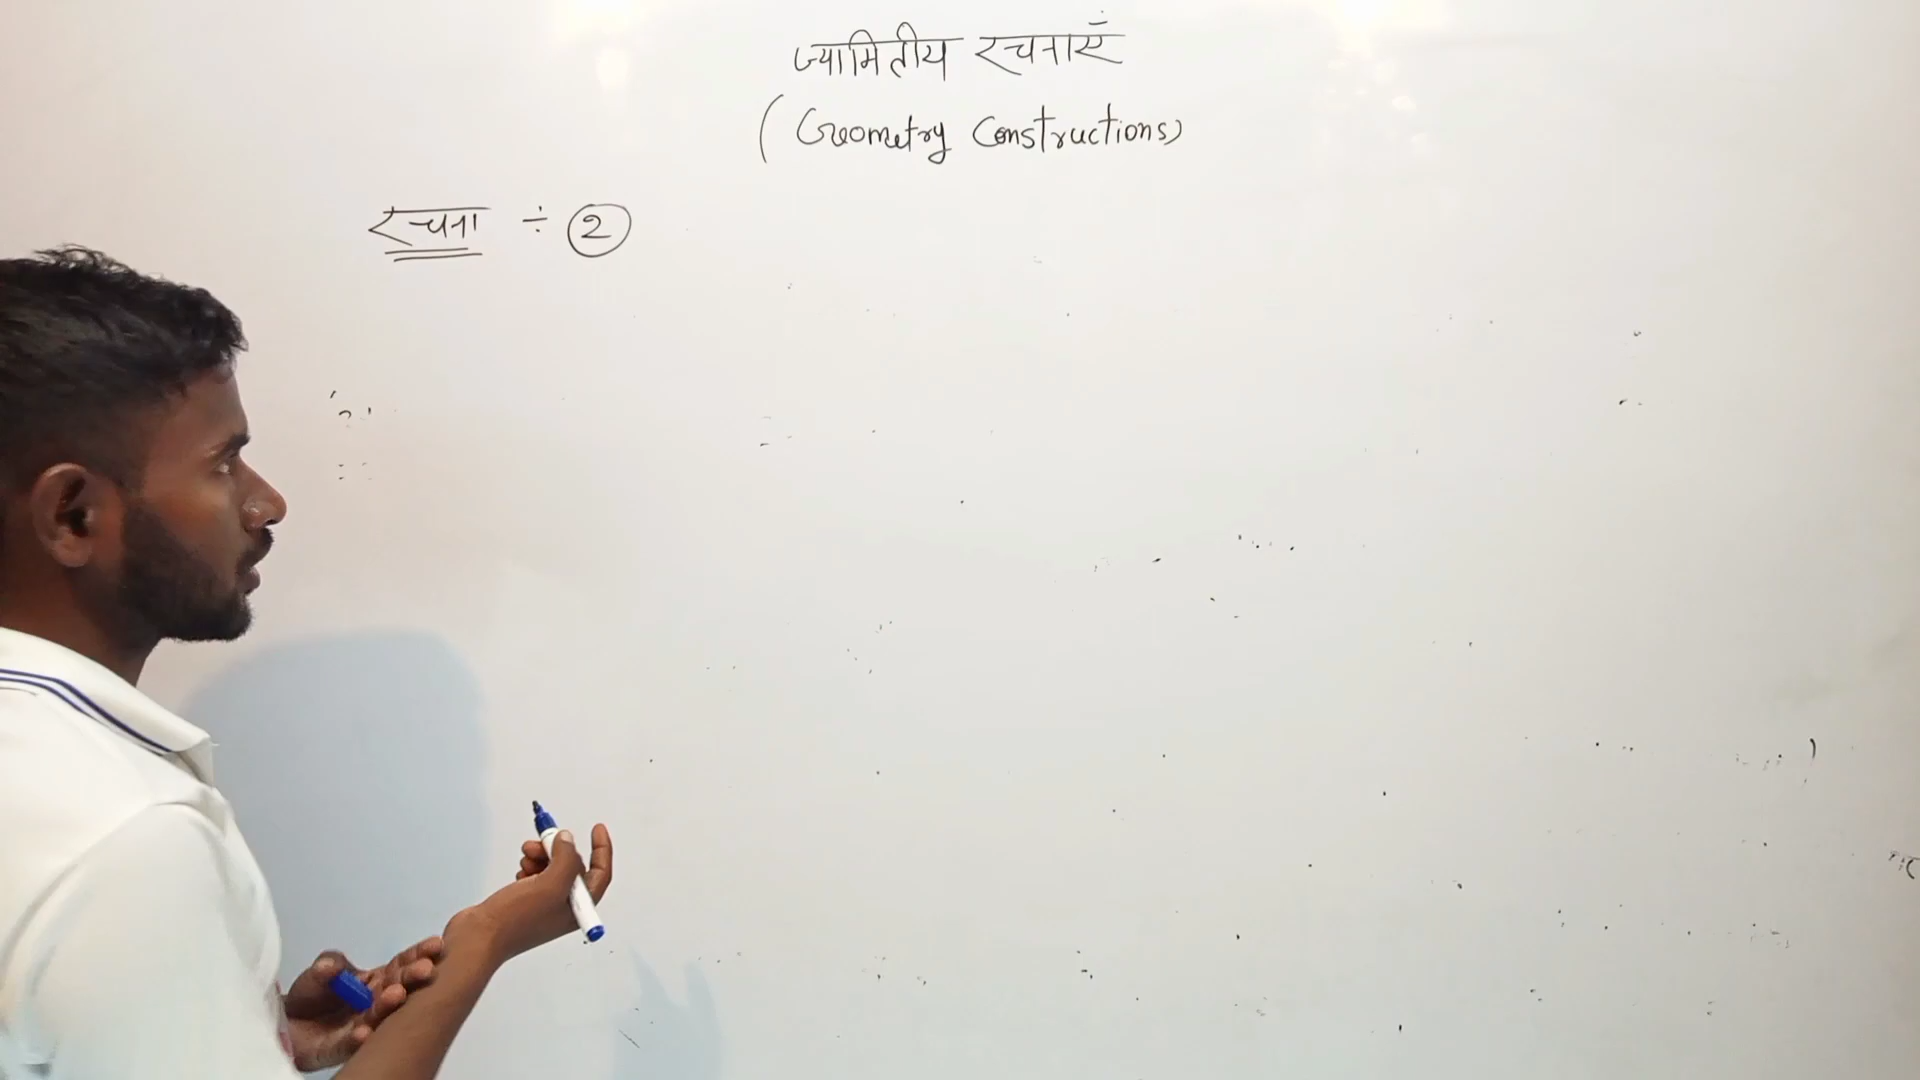 ज्यामितीय रचनाएँ
(Geometry Constructions)
रचना ÷ 2